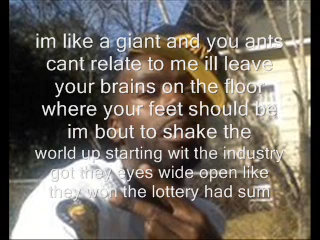 im like a giant and you ants
cant relate to me ill leave
your brains on the floor
where your feet should be
im bout to shake the
world up starting wit the industry
got they eyes wide open like
they won the lottery had sum